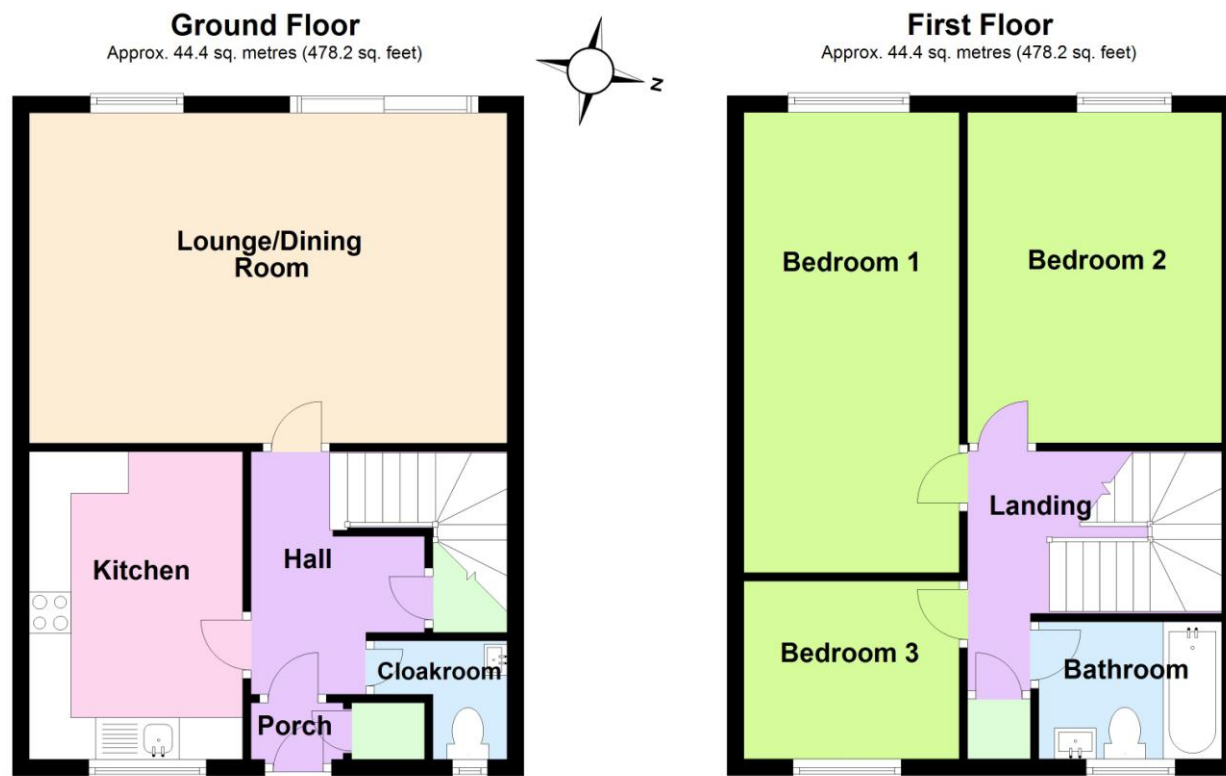 Ground Floor
Approx. 44.4 sq. metres (478.2 sq. feet)
N
Lounge/Dining
Room
Kitchen
Hall
Cloakroom
Porch
First Floor
Approx. 44.4 sq. metres (478.2 sq. feet)
Bedroom 1
Bedroom 2
Landing
Bedroom 3
Bathroom